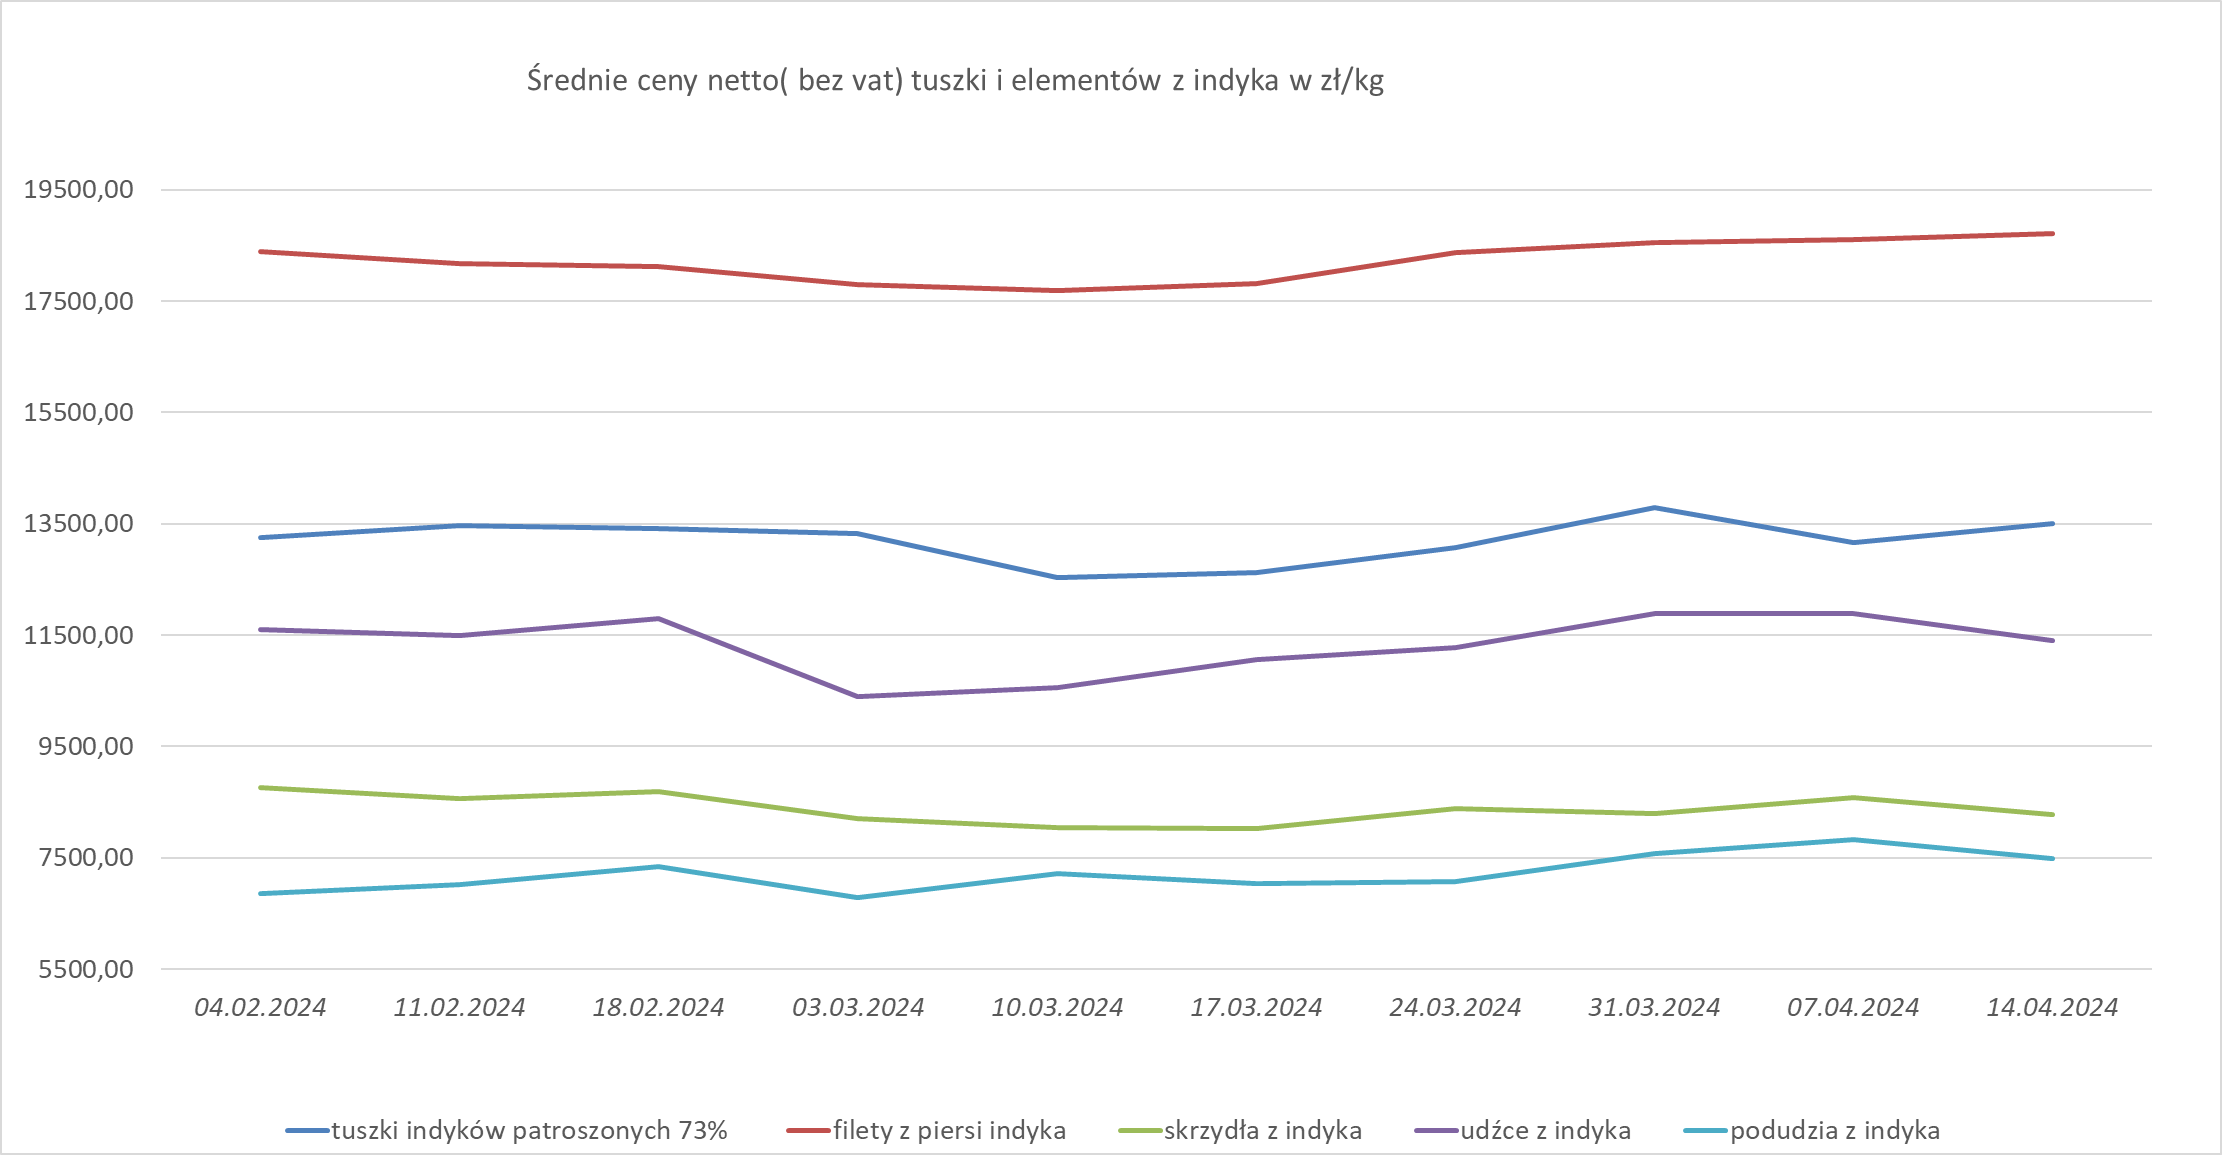 Średnie ceny netto( bez vat) tuszki i elementów z indyka w zł/kg
19500,00
17500,00
15500,00
13500,00
11500,00
9500,00
7500,00
5500,00
04.02.2024 11.02.2024 18.02.2024 03.03.2024 10.03.2024 17.03.2024 24.03.2024 31.03.2024 07.04.2024 14.04.2024
tuszki indyków patroszonych 73% filety z piersi indyka skrzydła z indyka udźce z indyka podudzia z indyka